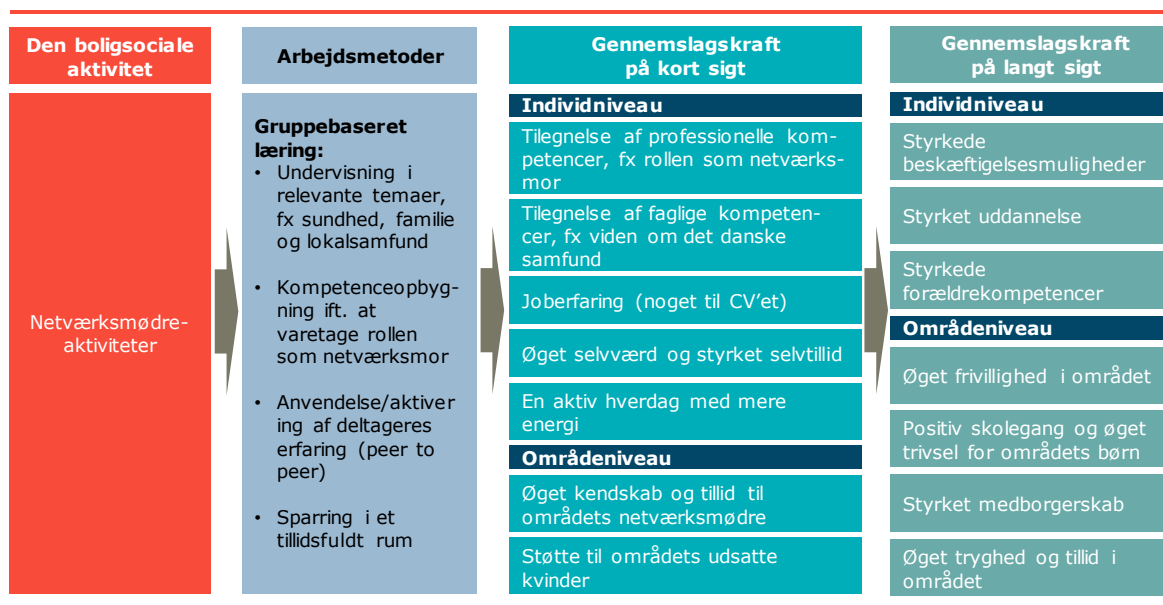 Den boligsociale
aktivitet
Netværksmødre-
aktiviteter
Arbejdsmetoder
Gruppebaseret
læring:
• Undervisning i
relevante temaer,
fx sundhed, familie
og lokalsamfund
• Kompetenceopbyg-
ning ift. at
varetage rollen
som netværksmor
• Anvendelse/aktiver
ing af deltageres
erfaring (peer to
peer)
• Sparring i et
tillidsfuldt rum
Gennemslagskraft
på kort sigt
Individniveau
Tilegnelse af professionelle kom-
petencer, fx rollen som netværks-
mor
Tilegnelse af faglige kompeten-
cer, fx viden om det danske
samfund
Joberfaring (noget til CV'et)
Øget selvværd og styrket selvtillid
En aktiv hverdag med mere
energi
Områdeniveau
Øget kendskab og tillid til
områdets netværksmødre
Støtte til områdets udsatte
kvinder
Gennemslagskraft
på langt sigt
Individniveau
Styrkede
beskæftigelsesmuligheder
Styrket uddannelse
Styrkede
forældrekompetencer
Områdeniveau
Øget frivillighed i området
Positiv skolegang og øget
trivsel for områdets børn
Styrket medborgerskab
Øget tryghed og tillid i
området